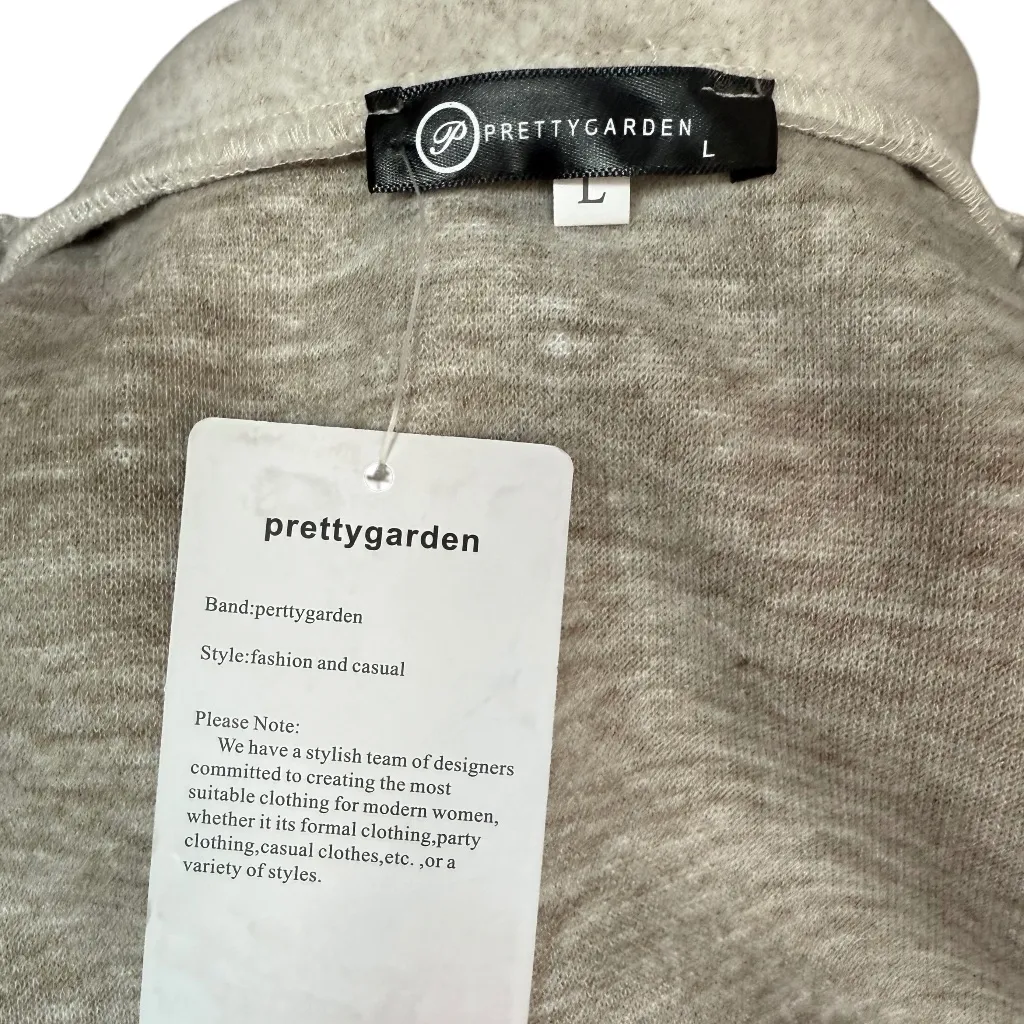 P PRETTYGARDEN
L
L
prettygarden
Band:perttygarden
Style:fashion and casual
Please Note:
We have a stylish team of designers
committed to creating the most
suitable clothing for modern women,
whether it its formal clothing,party
clothing,casual clothes,etc. ,or a
variety of styles.